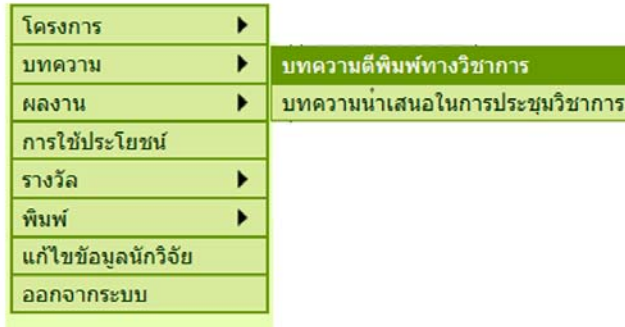 โครงการ
บทความ
บทความตีพิมพ์ทางวิชาการ
ผลงาน
บทความนำเสนอในการประชุมวิชาการ
การใช้ประโยชน์
รางวัล
พิมพ์
แก้ไขข้อมูลนักวิจัย
ออกจากระบบ